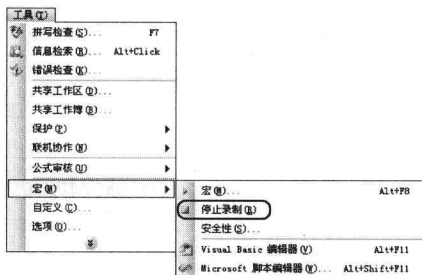 工具(T)
拼写检查(S)... F7
信息检索(R)... Alt+Click
错误检查(K)...
共享工作区(D)...
共享工作簿(B)...
保护(P)
联机协作(N)
公式审核(U)
宏(M)
自定义(C)...
选项(O)...
宏(M)... Alt+F8
停止录制(R)
安全性(S)...
Visual Basic 编辑器(V) Alt+F11
Microsoft 脚本编辑器(E)... Alt+Shift+F11